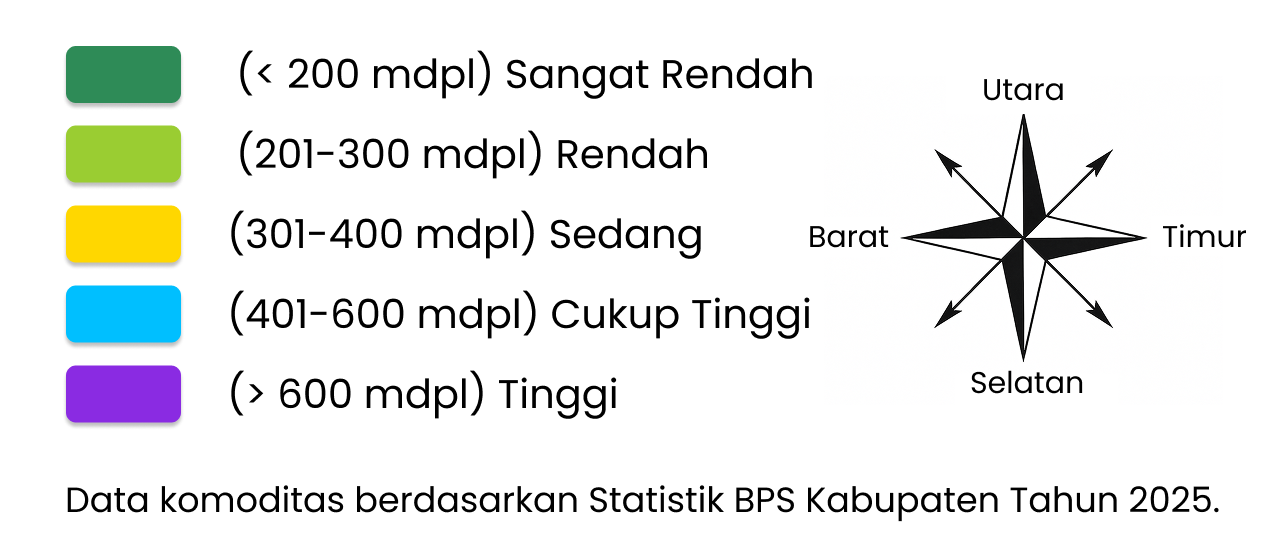 (< 200 mdpl) Sangat Rendah
(201-300 mdpl) Rendah
(301-400 mdpl) Sedang
(401-600 mdpl) Cukup Tinggi
(> 600 mdpl) Tinggi
Utara
Barat
Timur
Selatan
Data komoditas berdasarkan Statistik BPS Kabupaten Tahun 2025.